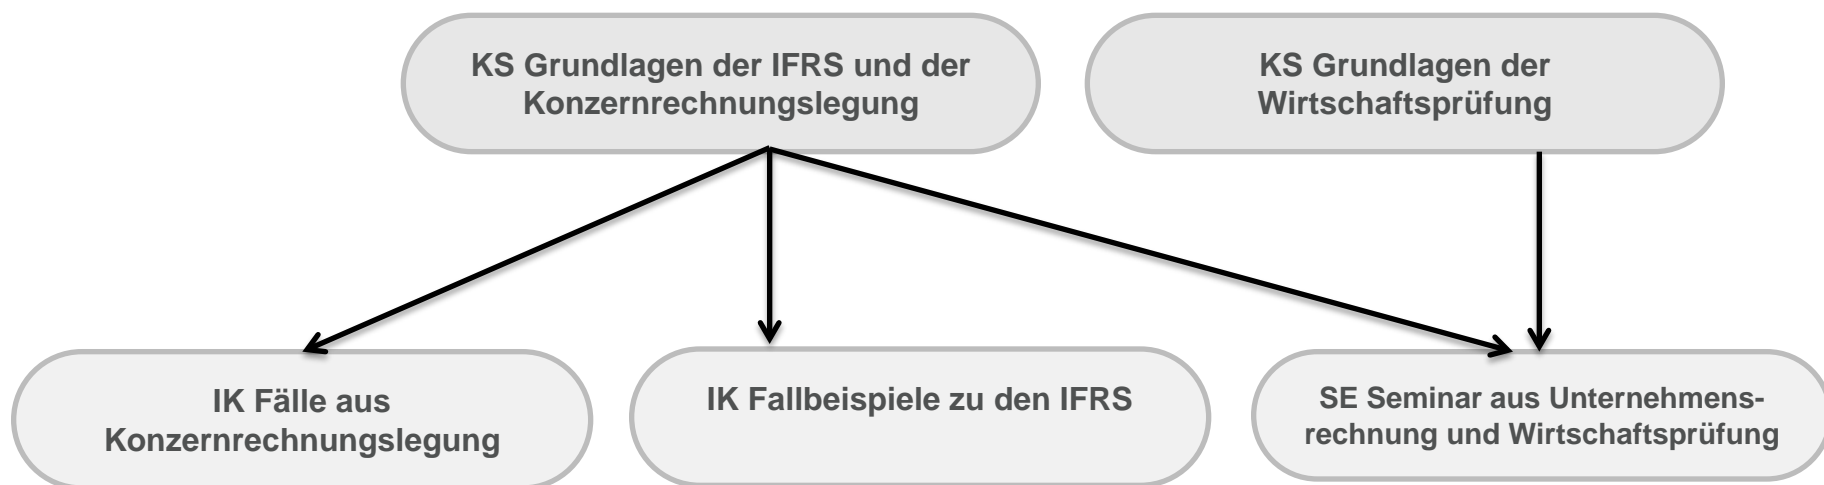 KS Grundlagen der IFRS und der
Konzernrechnungslegung
KS Grundlagen der
Wirtschaftsprüfung
IK Fälle aus
Konzernrechnungslegung
IK Fallbeispiele zu den IFRS
SE Seminar aus Unternehmens-
rechnung und Wirtschaftsprüfung